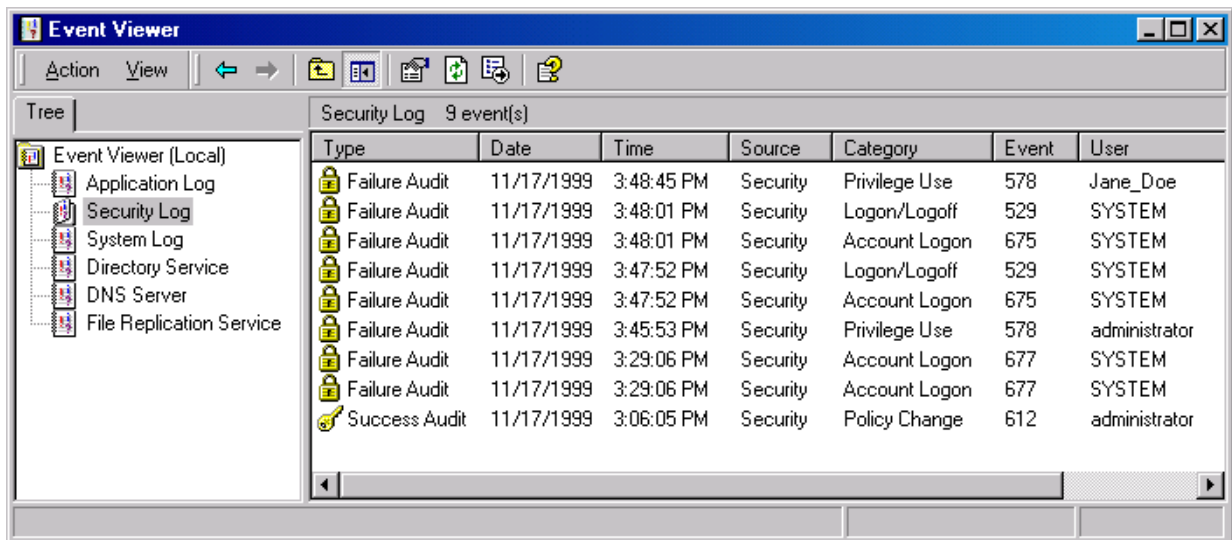 Event Viewer
Action View
Tree
Security Log 9 event(s)
Event Viewer (Local)
Application Log
Security Log
System Log
Directory Service
DNS Server
File Replication Service
Type Date Time Source Category Event User
Failure Audit 11/17/1999 3:48:45 PM Security Privilege Use 578 Jane_Doe
Failure Audit 11/17/1999 3:48:01 PM Security Logon/Logoff 529 SYSTEM
Failure Audit 11/17/1999 3:48:01 PM Security Account Logon 675 SYSTEM
Failure Audit 11/17/1999 3:47:52 PM Security Logon/Logoff 529 SYSTEM
Failure Audit 11/17/1999 3:47:52 PM Security Account Logon 675 SYSTEM
Failure Audit 11/17/1999 3:45:53 PM Security Privilege Use 578 administrator
Failure Audit 11/17/1999 3:29:06 PM Security Account Logon 677 SYSTEM
Failure Audit 11/17/1999 3:29:06 PM Security Account Logon 677 SYSTEM
Success Audit 11/17/1999 3:06:05 PM Security Policy Change 612 administrator